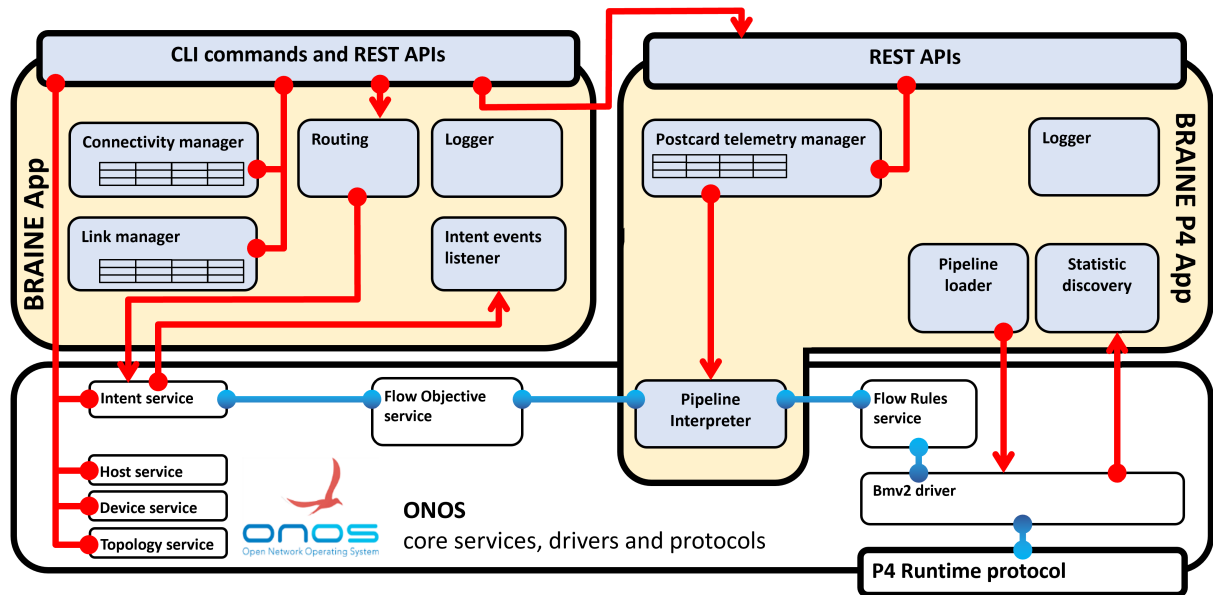 CLI commands and REST APIs
REST APIs
BRAINE App
Connectivity manager
Routing
Logger
Link manager
Intent events
listener
Postcard telemetry manager
Logger
BRAINE P4 App
Pipeline
loader
Statistic
discovery
Intent service
Flow Objective
service
Pipeline
Interpreter
Flow Rules
service
Host service
Device service
Topology service
onos
Open Network Operating System
ONOS
core services, drivers and protocols
Bmv2 driver
P4 Runtime protocol